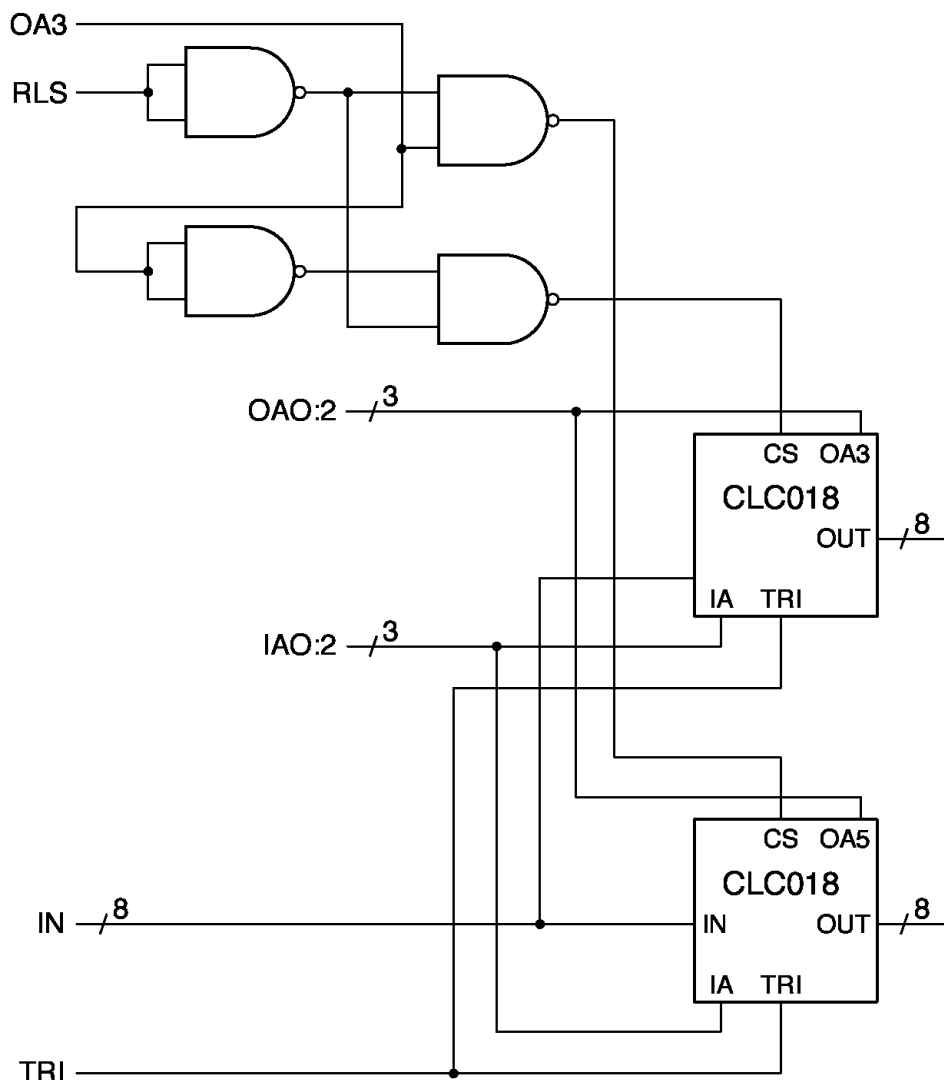 OA3
RLS
OAO:2
3
CS OA3
CLC018
OUT
8
IA TRI
IAO:2
3
CS OA5
CLC018
IN
8
IN OUT
8
IA TRI
TRI